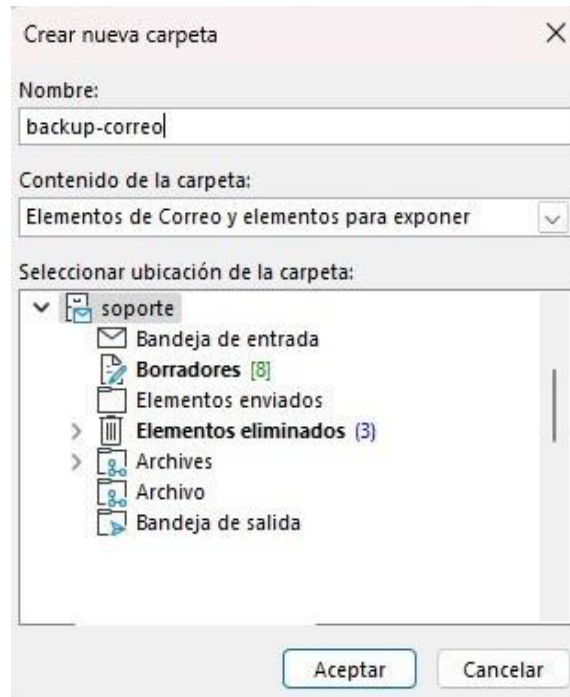 Crear nueva carpeta
Nombre:
backup-correo
Contenido de la carpeta:
Elementos de Correo y elementos para exponer
Seleccionar ubicación de la carpeta:
soporte
Bandeja de entrada
Borradores [8]
Elementos enviados
Elementos eliminados (3)
Archives
Archivo
Bandeja de salida
Aceptar Cancelar